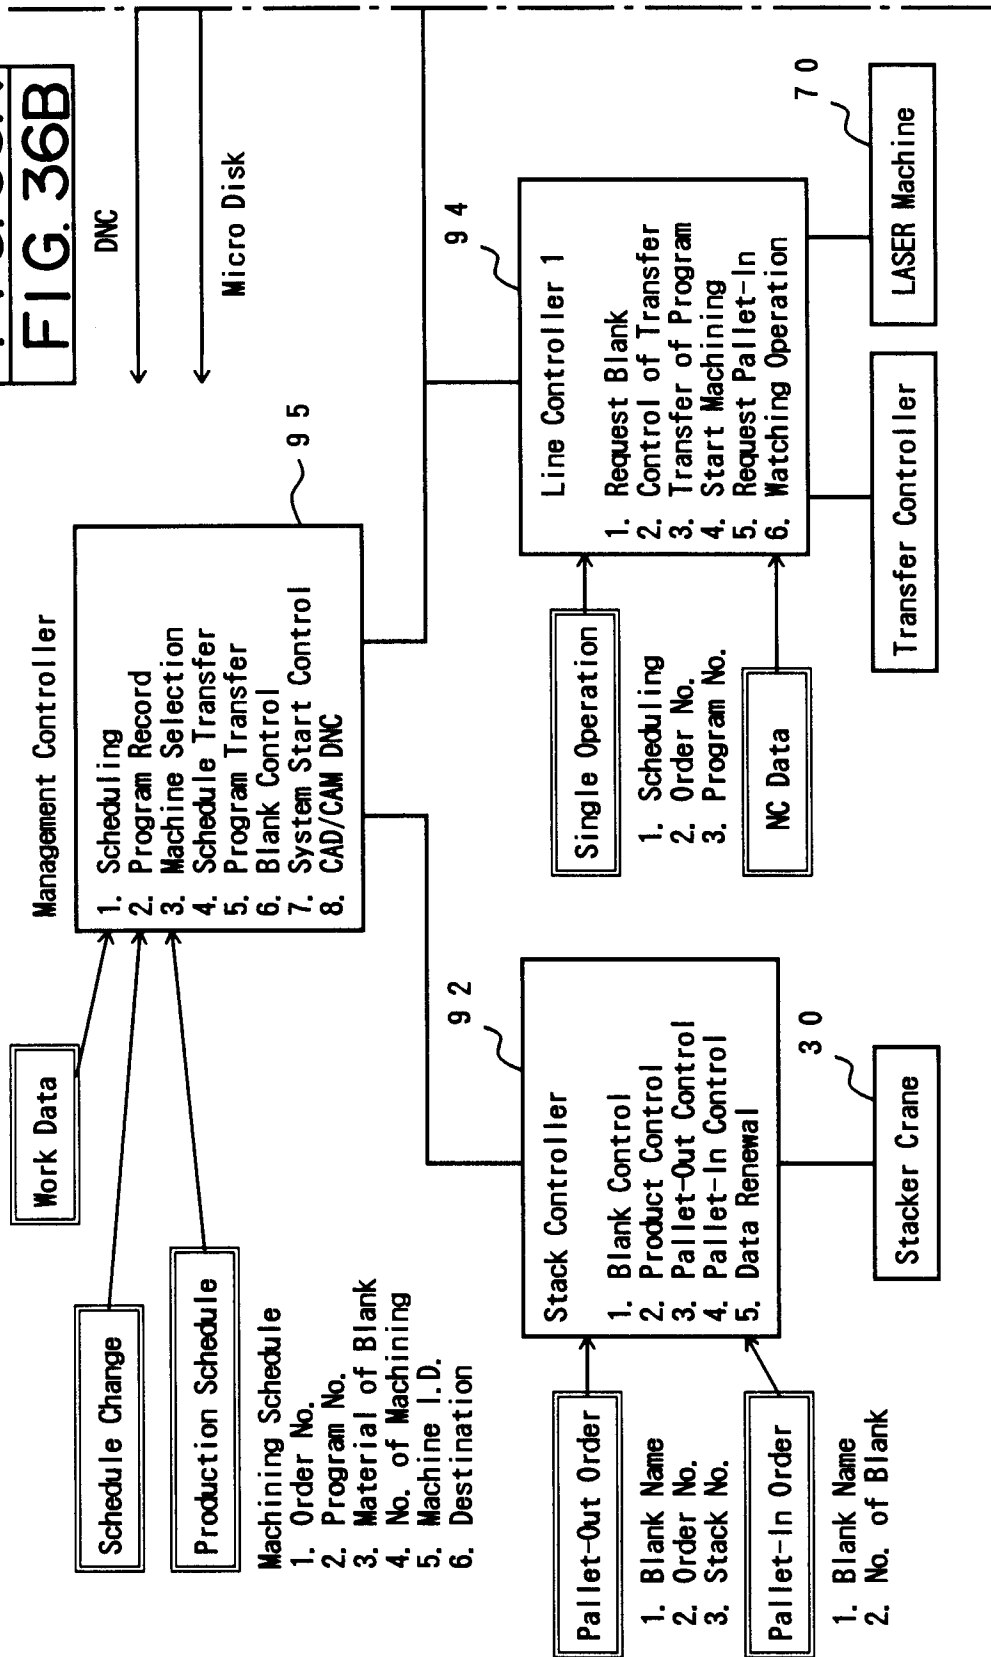 FIG. 36B
DNC
Micro Disk
Management Controller
95
1. Scheduling
2. Program Record
3. Machine Selection
4. Schedule Transfer
5. Program Transfer
6. Blank Control
7. System Start Control
8. CAD/CAM DNC
Work Data
Schedule Change
Production Schedule
Machining Schedule
1. Order No.
2. Program No.
3. Material of Blank
4. No. of Machining
5. Machine I.D.
6. Destination
92
Stack Controller
1. Blank Control
2. Product Control
3. Pallet-Out Control
4. Pallet-In Control
5. Data Renewal
Pallet-Out Order
1. Blank Name
2. Order No.
3. Stack No.
Pallet-In Order
1. Blank Name
2. No. of Blank
30
Stacker Crane
94
Line Controller 1
1. Request Blank
2. Control of Transfer
3. Transfer of Program
4. Start Machining
5. Request Pallet-In
6. Watching Operation
Single Operation
1. Scheduling
2. Order No.
3. Program No.
NC Data
Transfer Controller
70
LASER Machine